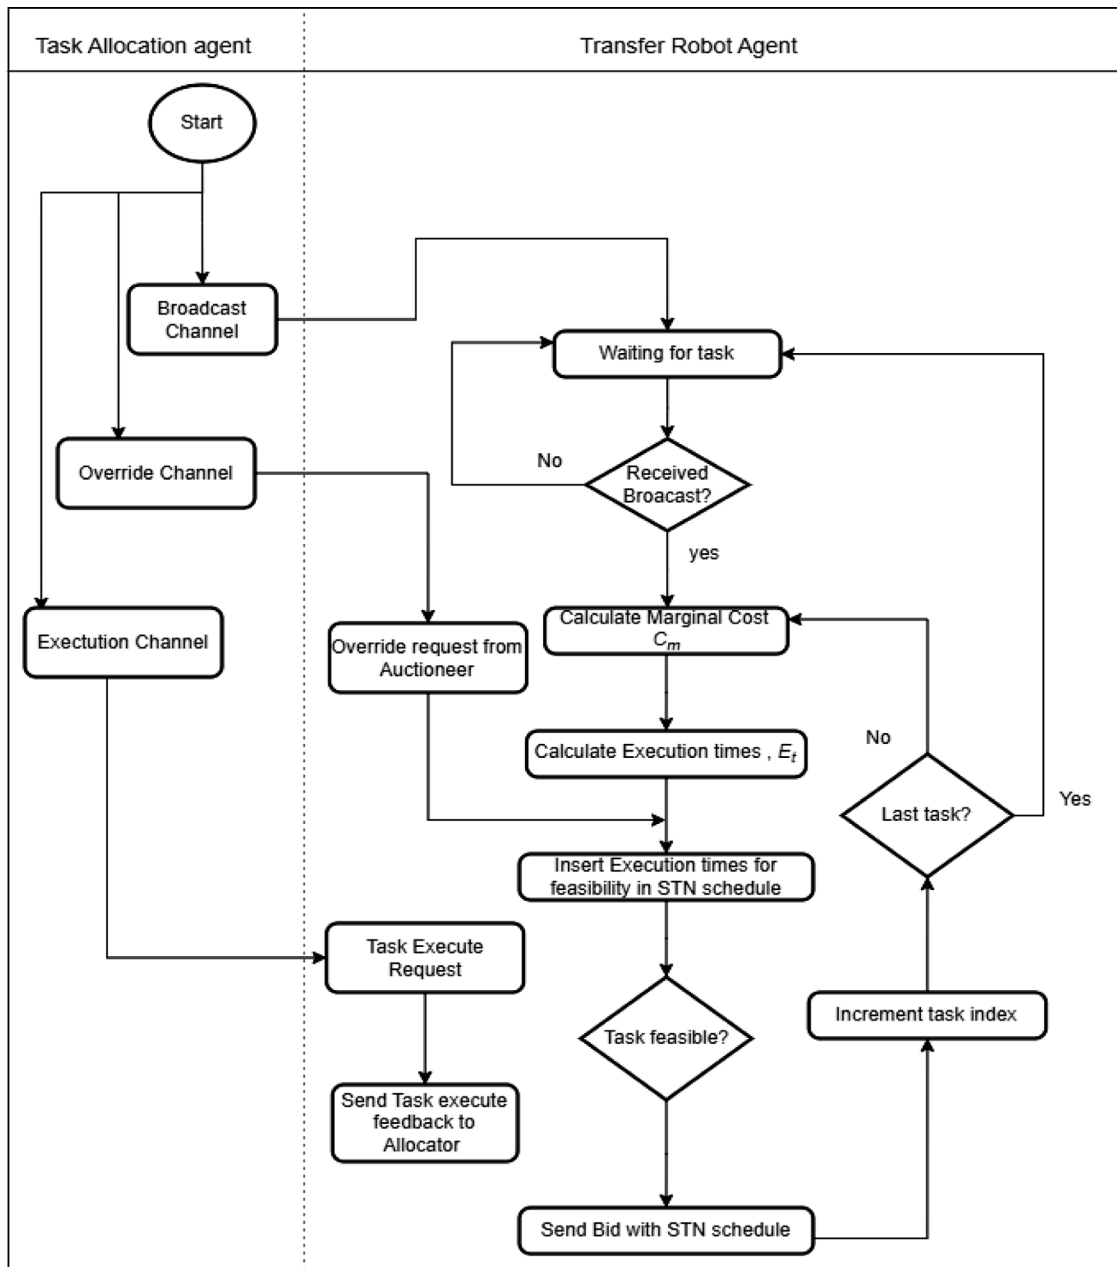 Task Allocation agent
Transfer Robot Agent
Start
Broadcast
Channel
Waiting for task
Override Channel
No
Received
Broacast?
yes
Exectution Channel
Override request from
Auctioneer
Calculate Marginal Cost
Cm
No
Calculate Execution times , Et
Last task?
Yes
Insert Execution times for
feasibility in STN schedule
Task Execute
Request
Increment task index
Task feasible?
Send Task execute
feedback to
Allocator
Send Bid with STN schedule